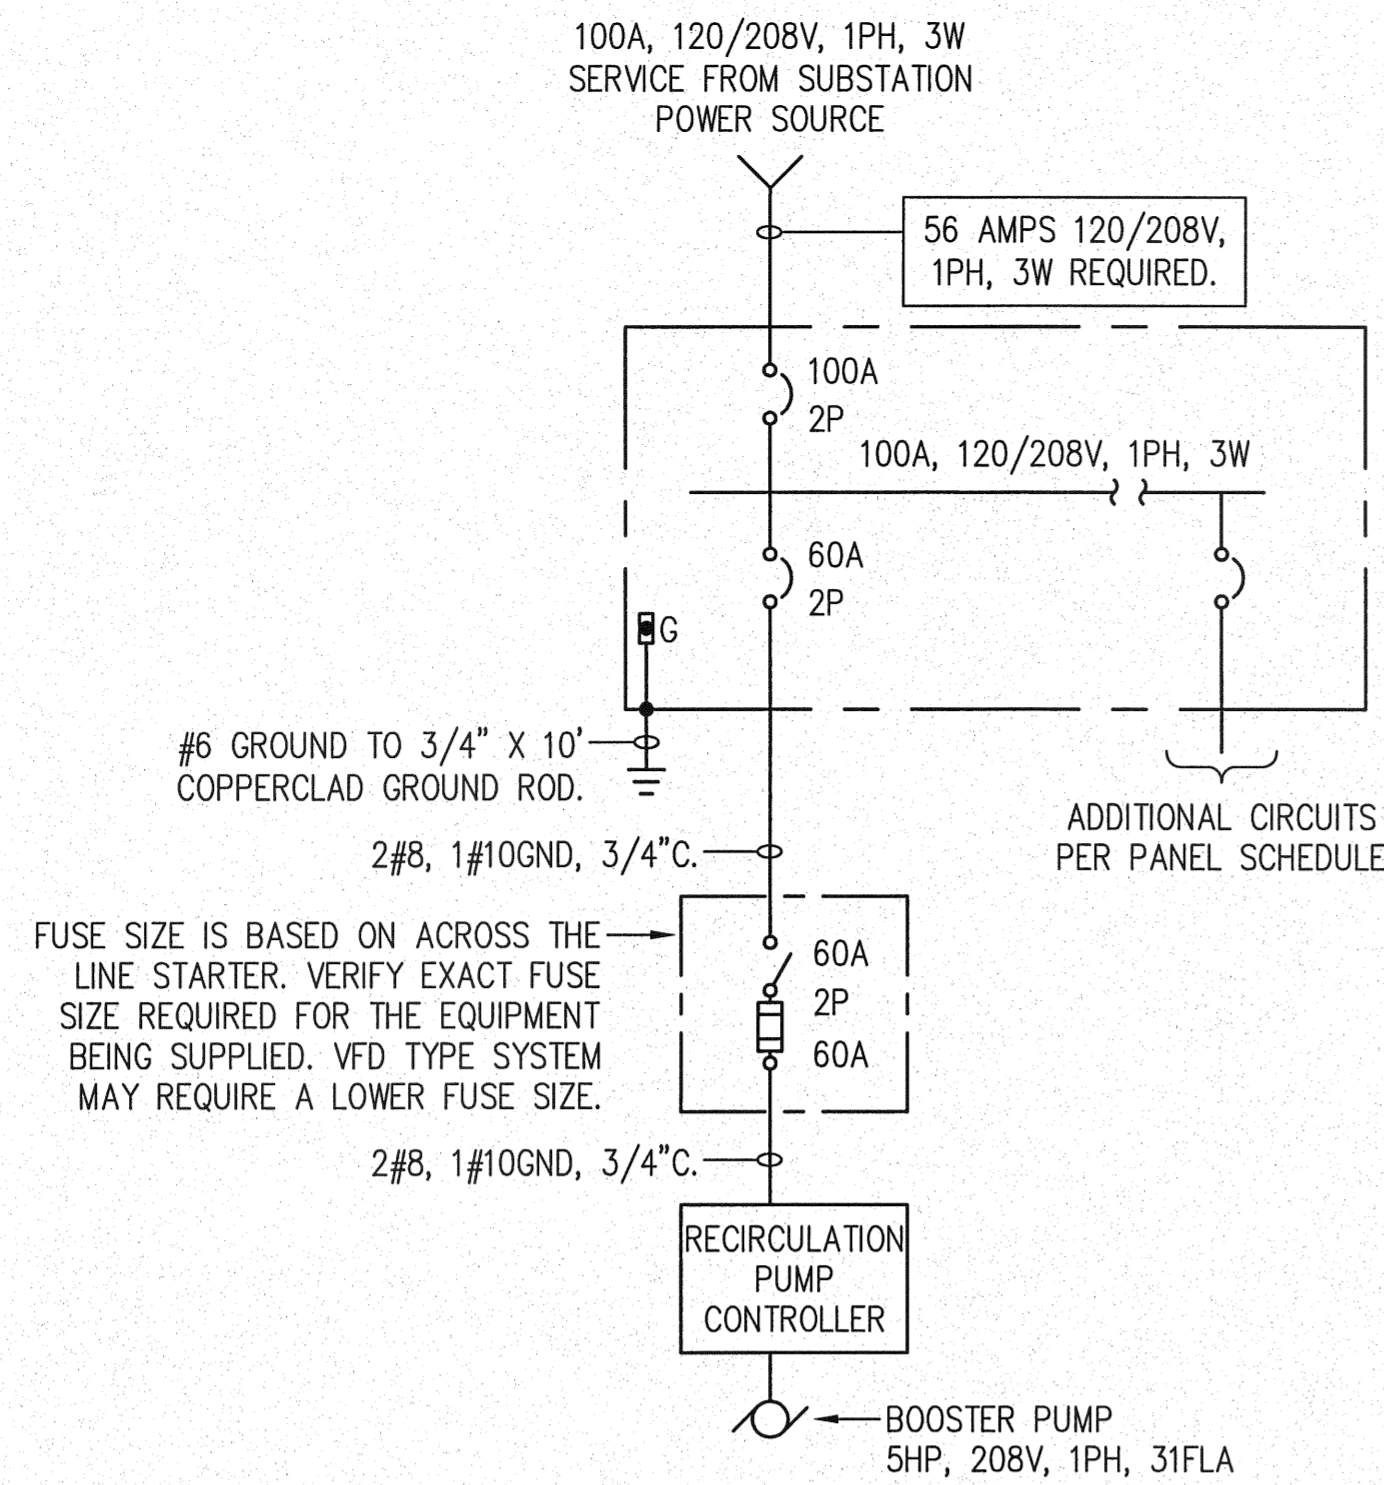 100A, 120/208V, 1PH, 3W
SERVICE FROM SUBSTATION
POWER SOURCE
56 AMPS 120/208V,
1PH, 3W REQUIRED.
100A
2P
100A, 120/208V, 1PH, 3W
60A
2P
G
#6 GROUND TO 3/4" X 10'
COPPERCLAD GROUND ROD.
ADDITIONAL CIRCUITS
PER PANEL SCHEDULE
2#8, 1#10GND, 3/4"C.
FUSE SIZE IS BASED ON ACROSS THE
LINE STARTER. VERIFY EXACT FUSE
SIZE REQUIRED FOR THE EQUIPMENT
BEING SUPPLIED. VFD TYPE SYSTEM
MAY REQUIRE A LOWER FUSE SIZE.
60A
2P
60A
2#8, 1#10GND, 3/4"C.
RECIRCULATION
PUMP
CONTROLLER
BOOSTER PUMP
5HP, 208V, 1PH, 31FLA